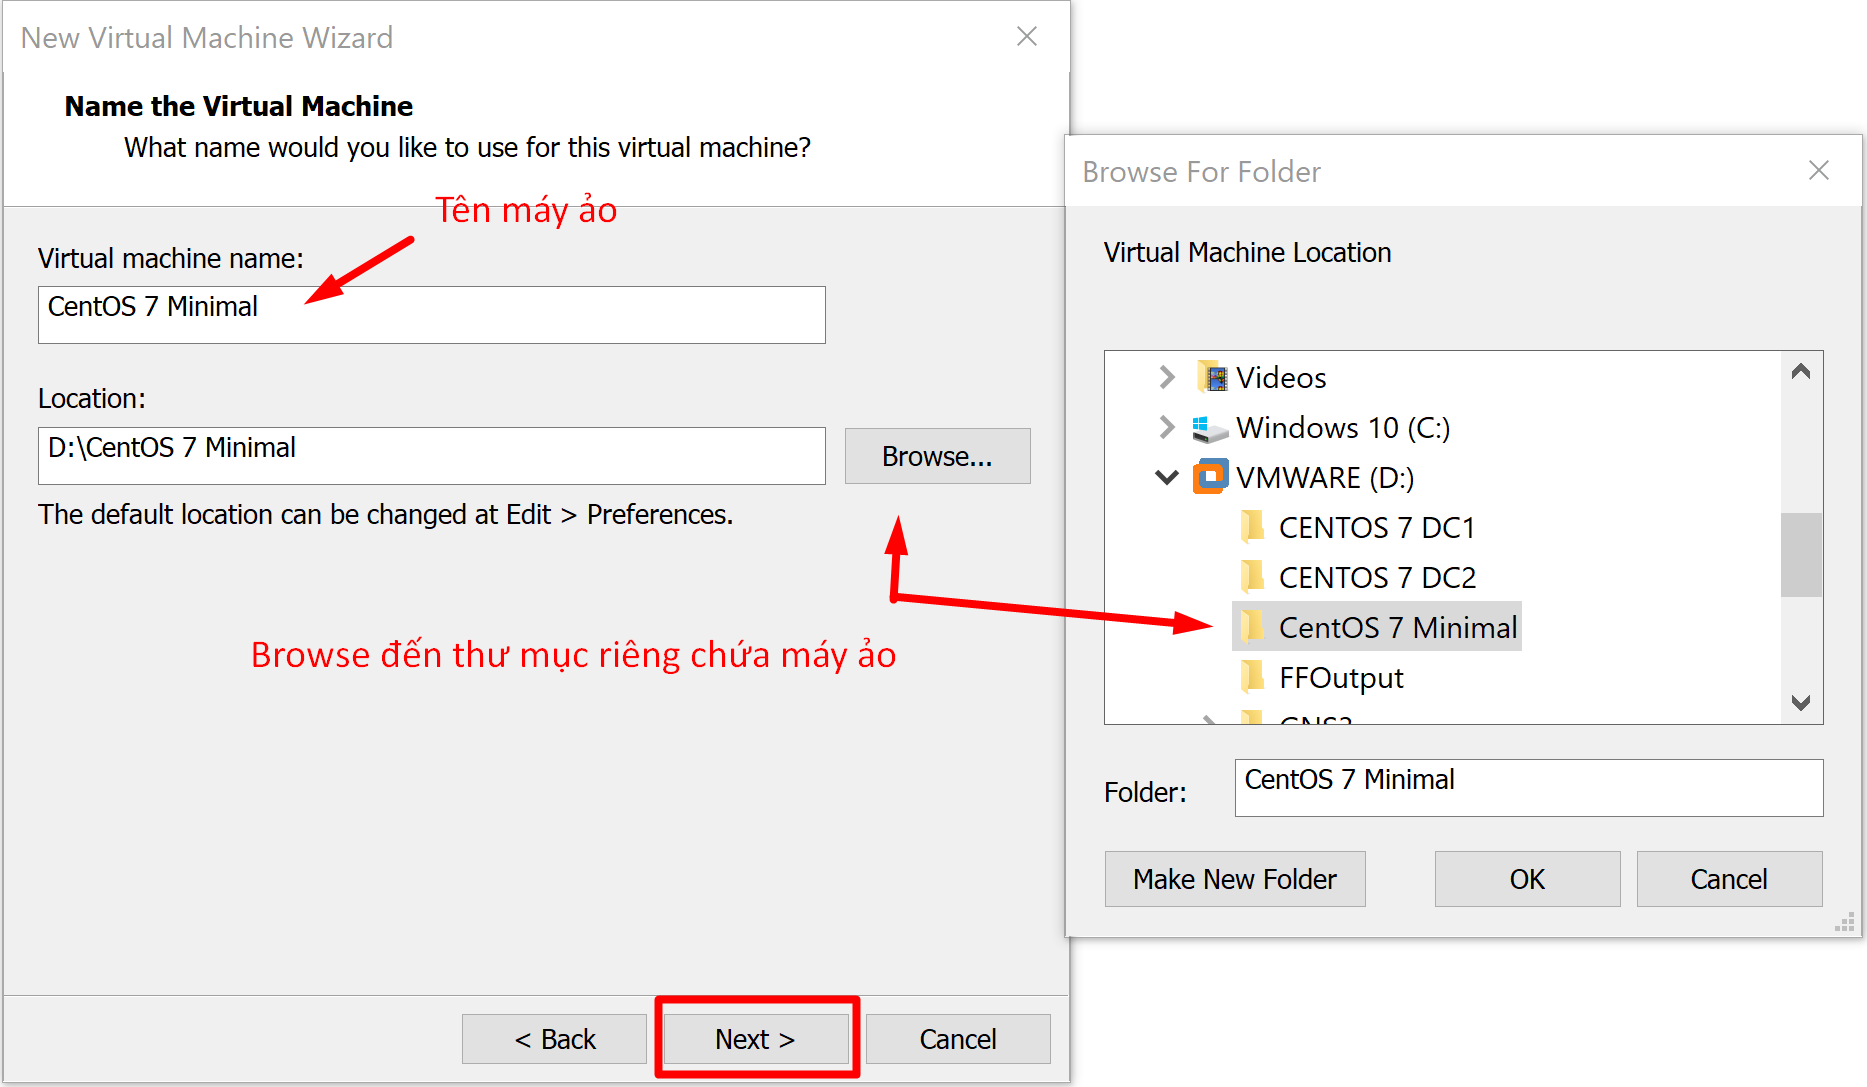 New Virtual Machine Wizard
Name the Virtual Machine
What name would you like to use for this virtual machine?
Tên máy ảo
Virtual machine name:
CentOS 7 Minimal
Location:
D:\CentOS 7 Minimal
Browse...
The default location can be changed at Edit > Preferences.
Browse đến thư mục riêng chứa máy ảo
< Back
Next >
Cancel
Browse For Folder
Virtual Machine Location
Videos
Windows 10 (C:)
VMWARE (D:)
CENTOS 7 DC1
CENTOS 7 DC2
CentOS 7 Minimal
FFOutput
GNS3
Folder:
CentOS 7 Minimal
Make New Folder
OK
Cancel